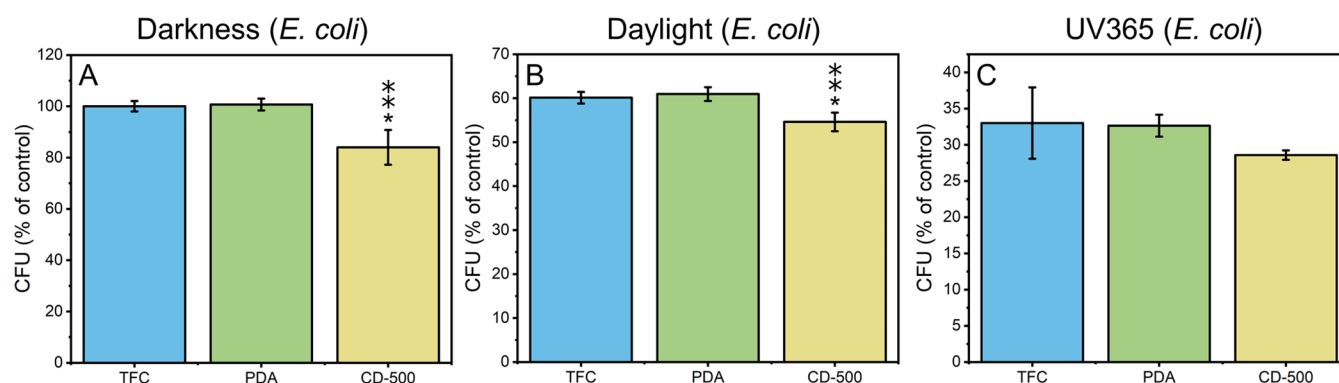 Darkness (E. coli)
A
***
CFU (% of control)
120
100
80
60
40
20
0
TFC PDA CD-500
Daylight (E. coli)
B
***
CFU (% of control)
70
60
50
40
30
20
10
0
TFC PDA CD-500
UV365 (E. coli)
C
CFU (% of control)
40
35
30
25
20
15
10
5
0
TFC PDA CD-500